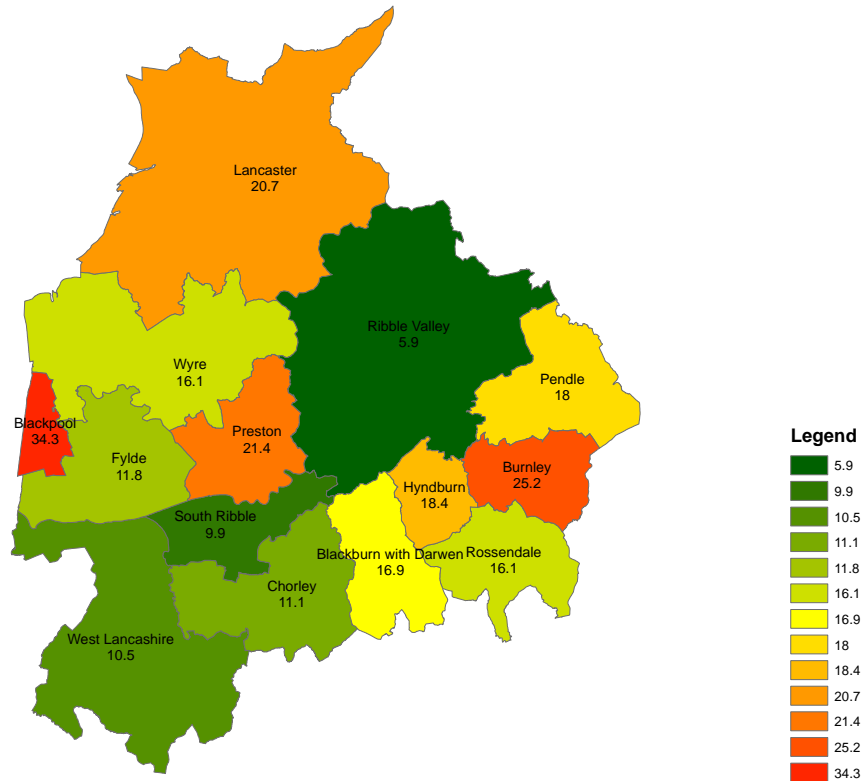 Lancaster
20.7
Ribble Valley
5.9
Wyre
16.1
Pendle
18
Blackpool
34.3
Fylde
11.8
Preston
21.4
Burnley
25.2
Hyndburn
18.4
South Ribble
9.9
Blackburn with Darwen
16.9
Rossendale
16.1
Chorley
11.1
West Lancashire
10.5
Legend
5.9
9.9
10.5
11.1
11.8
16.1
16.9
18
18.4
20.7
21.4
25.2
34.3